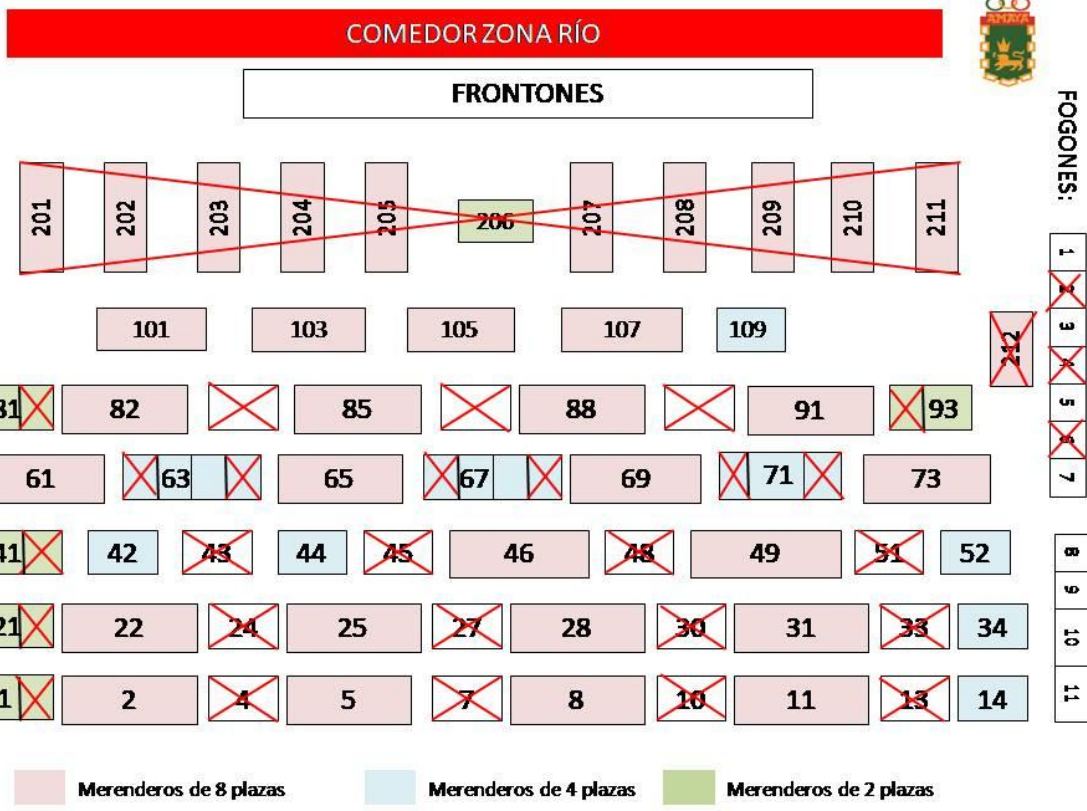 COMEDOR ZONA RÍO
AMAYA
FRONTONES
FOGONES:
201 202 203 204 205 206 207 208 209 210 211
101 103 105 107 109
212
81 82 85 88 91 93
61 63 65 67 69 71 73
41 42 43 44 45 46 48 49 51 52
21 22 24 25 27 28 30 31 33 34
1 2 4 5 7 8 10 11 13 14
1
2
3
4
5
6
7
8
9
10
11
Merenderos de 8 plazas Merenderos de 4 plazas Merenderos de 2 plazas